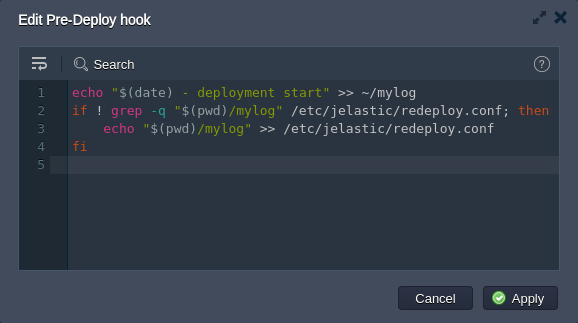 Edit Pre-Deploy hook
Search
?
1 echo "$(date) - deployment start" >> ~/mylog
2 if ! grep -q "$(pwd)/mylog" /etc/jelastic/redeploy.conf; then
3     echo "$(pwd)/mylog" >> /etc/jelastic/redeploy.conf
4 fi
5
Cancel Apply